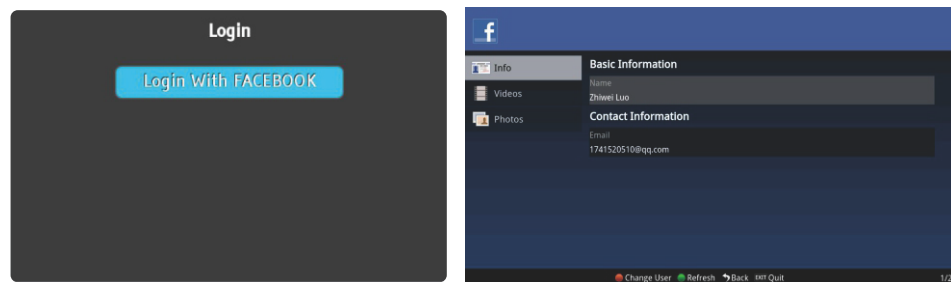 Login
Login With FACEBOOK
f
Info
Videos
Photos
Basic Information
Name
Zhiwei Luo
Contact Information
Email
1741520510@qq.com
Change User Refresh Back EXIT Quit
1/2